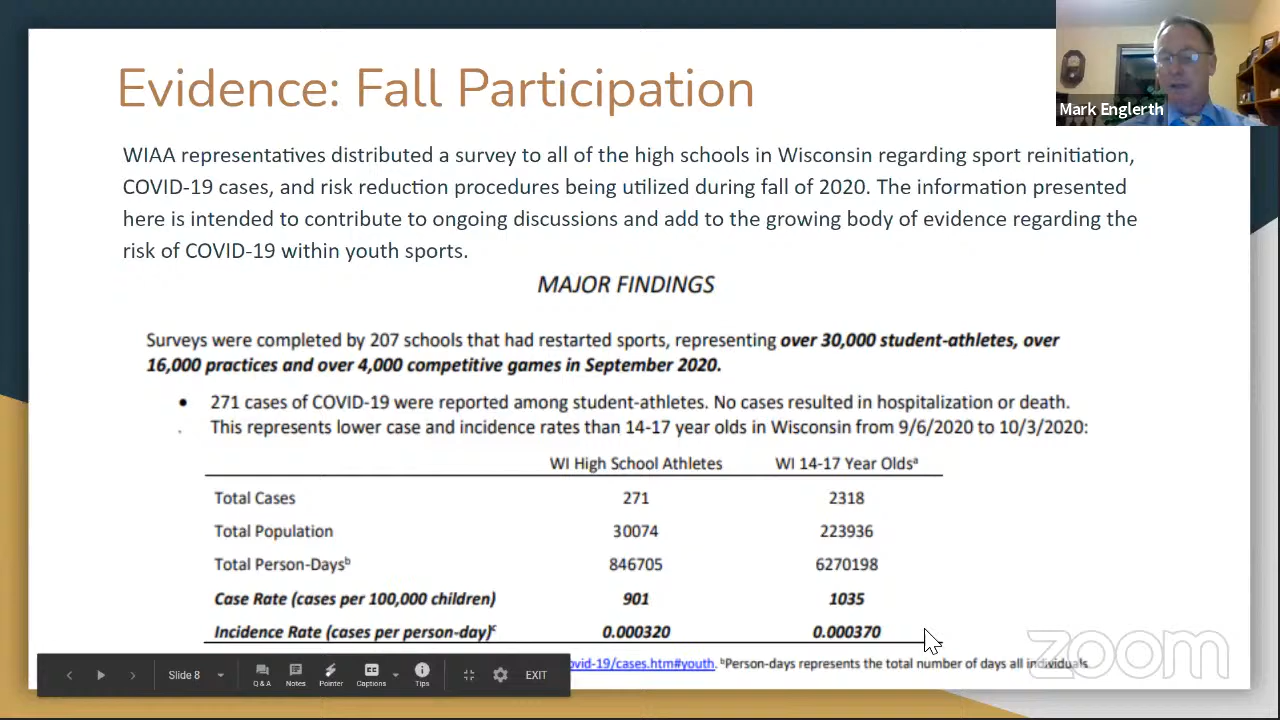 Evidence: Fall Participation
Mark Englerth
WIAA representatives distributed a survey to all of the high schools in Wisconsin regarding sport reinitiation,
COVID-19 cases, and risk reduction procedures being utilized during fall of 2020. The information presented
here is intended to contribute to ongoing discussions and add to the growing body of evidence regarding the
risk of COVID-19 within youth sports.
MAJOR FINDINGS
Surveys were completed by 207 schools that had restarted sports, representing over 30,000 student-athletes, over
16,000 practices and over 4,000 competitive games in September 2020.
• 271 cases of COVID-19 were reported among student-athletes. No cases resulted in hospitalization or death.
This represents lower case and incidence rates than 14-17 year olds in Wisconsin from 9/6/2020 to 10/3/2020:
WI High School Athletes WI 14-17 Year Oldsᵃ
Total Cases 271 2318
Total Population 30074 223936
Total Person-Daysᵇ 846705 6270198
Case Rate (cases per 100,000 children) 901 1035
Incidence Rate (cases per person-day)ᶜ 0.000320 0.000370
ovid-19/cases.htm#youth. ᵇPerson-days represents the total number of days all individuals
zoom
Slide 8 Q & A Notes Pointer Captions Tips EXIT